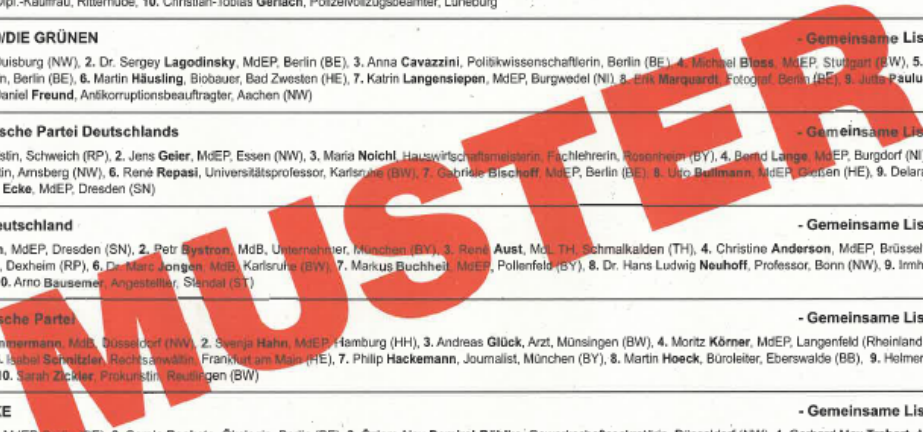 Dipl.-Kauffrau, Ritterhude, 10. Christian-Tobias Gerlach, Polizeivollzugsbeamter, Lüneburg
/DIE GRÜNEN - Gemeinsame Lis
Duisburg (NW), 2. Dr. Sergey Lagodinsky, MdEP, Berlin (BE), 3. Anna Cavazzini, Politikwissenschaftlerin, Berlin (BE), 4. Michael Bloss, MdEP, Stuttgart (BW), 5.
n, Berlin (BE), 6. Martin Häusling, Biobauer, Bad Zwesten (HE), 7. Katrin Langensiepen, MdEP, Burgwedel (NI), 8. Erik Marquardt, Fotograf, Berlin (BE), 9. Jutta Paulu
Daniel Freund, Antikorruptionsbeauftragter, Aachen (NW)
sche Partei Deutschlands - Gemeinsame Lis
stin, Schweich (RP), 2. Jens Geier, MdEP, Essen (NW), 3. Maria Noichl, Hauswirtschaftsmeisterin, Fachlehrerin, Rosenheim (BY), 4. Bernd Lange, MdEP, Burgdorf (NI
tin, Arnsberg (NW), 6. René Repasi, Universitätsprofessor, Karlsruhe (BW), 7. Gabriele Bischoff, MdEP, Berlin (BE), 8. Udo Bullmann, MdEP, Gießen (HE), 9. Delara
Ecke, MdEP, Dresden (SN)
eutschland - Gemeinsame Lis
h, MdEP, Dresden (SN), 2. Petr Bystron, MdB, Unternehmer, München (BY), 3. René Aust, MdL TH, Schmalkalden (TH), 4. Christine Anderson, MdEP, Brüssel
, Dexheim (RP), 6. Dr. Marc Jongen, MdB, Karlsruhe (BW), 7. Markus Buchheit, MdEP, Pollenfeld (BY), 8. Dr. Hans Ludwig Neuhoff, Professor, Bonn (NW), 9. Irmh
0. Arno Bausemer, Angestellter, Stendal (ST)
sche Partei - Gemeinsame Lis
mmermann, MdB, Düsseldorf (NW), 2. Svenja Hahn, MdEP, Hamburg (HH), 3. Andreas Glück, Arzt, Münsingen (BW), 4. Moritz Körner, MdEP, Langenfeld (Rheinland
. Isabel Schnitzler, Rechtsanwältin, Frankfurt am Main (HE), 7. Philip Hackemann, Journalist, München (BY), 8. Martin Hoeck, Büroleiter, Eberswalde (BB), 9. Helmer
10. Sarah Zickler, Prokuristin, Reutlingen (BW)
KE - Gemeinsame Lis
MUSTER